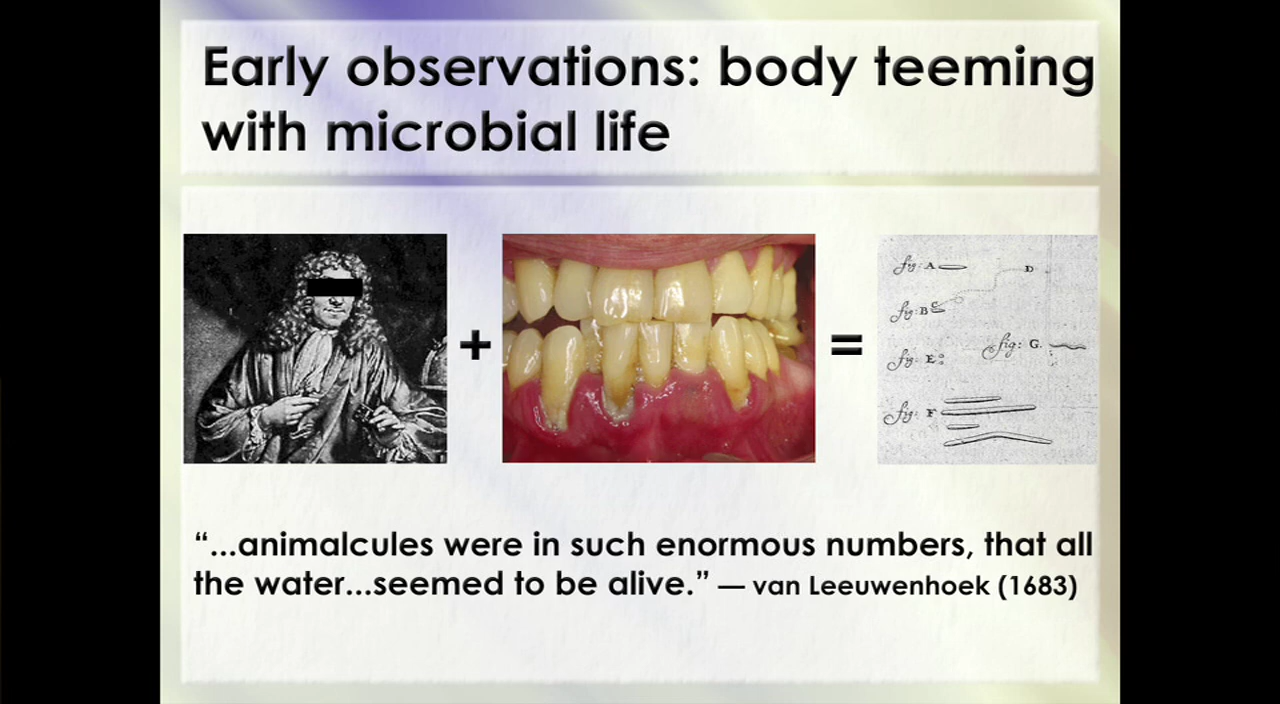 Early observations: body teeming
with microbial life
+
=
fig: A
D
fig: B C
fig: G.
fig: E
fig: F
“...animalcules were in such enormous numbers, that all
the water...seemed to be alive.” — van Leeuwenhoek (1683)